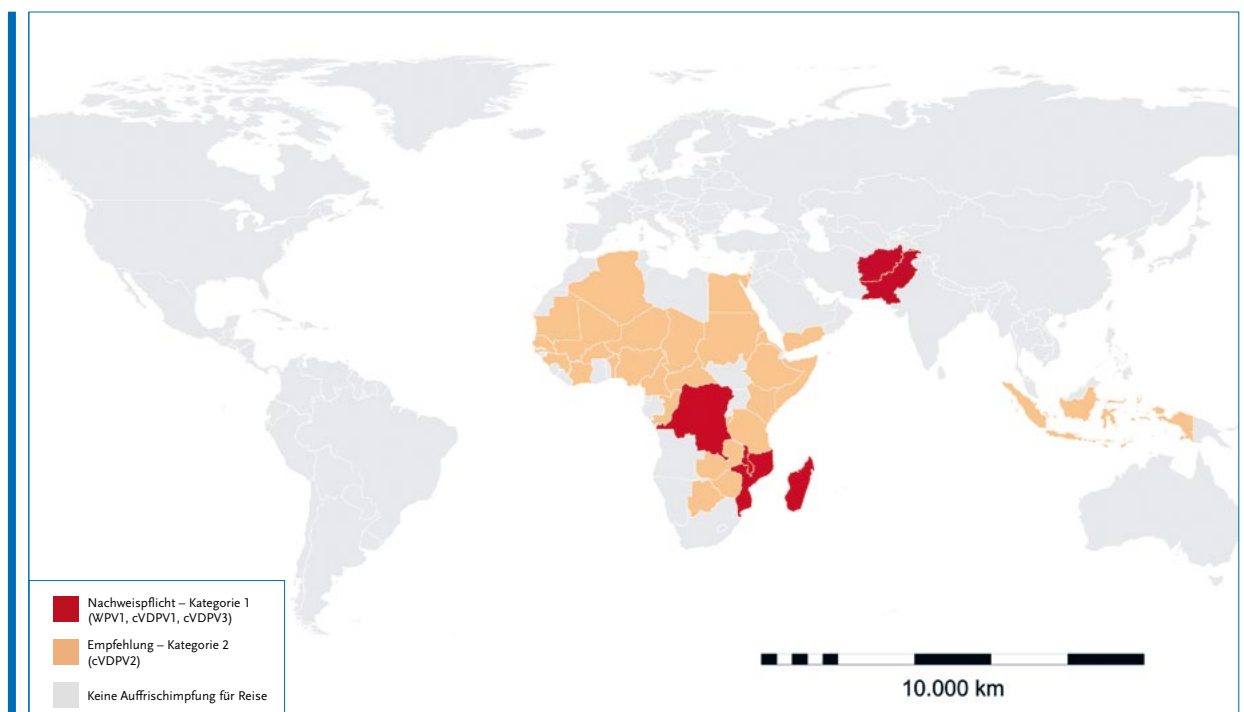 Nachweispflicht – Kategorie 1
(WPV1, cVDPV1, cVDPV3)
Empfehlung – Kategorie 2
(cVDPV2)
Keine Auffrischimpfung für Reise
10.000 km